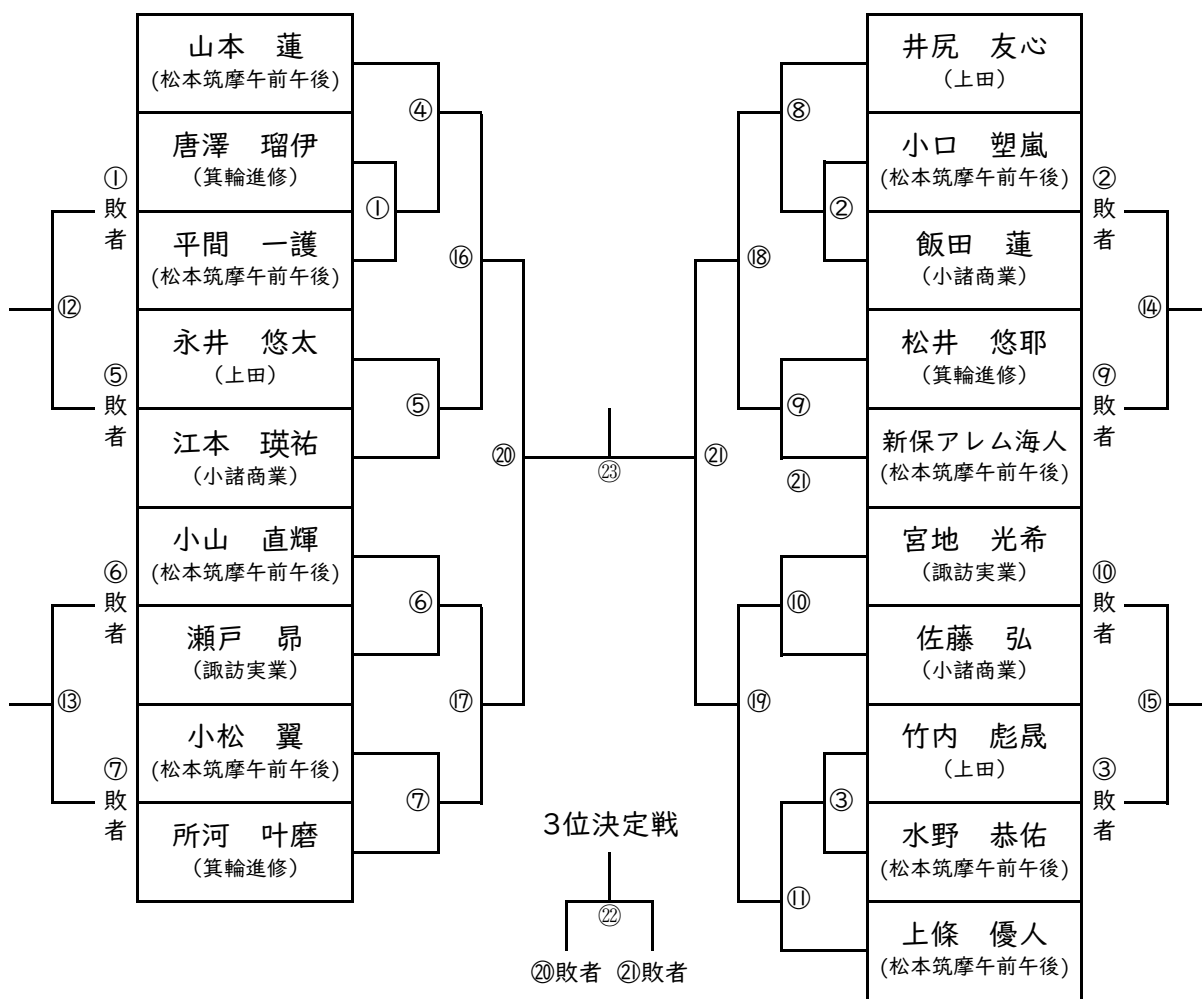 山本　蓮
(松本筑摩午前午後)
唐澤　瑠伊
(箕輪進修)
平間　一護
(松本筑摩午前午後)
永井　悠太
(上田)
江本　瑛祐
(小諸商業)
小山　直輝
(松本筑摩午前午後)
瀬戸　昴
(諏訪実業)
小松　翼
(松本筑摩午前午後)
所河　叶磨
(箕輪進修)
①敗者
⑤敗者
⑥敗者
⑦敗者
⑫
⑬
④
①
⑤
⑥
⑦
⑯
⑰
⑳
㉓
3位決定戦
㉒
⑳敗者 ㉑敗者
㉑
⑱
⑲
⑧
②
⑨
㉑
⑩
③
⑪
井尻　友心
(上田)
小口　塑嵐
(松本筑摩午前午後)
飯田　蓮
(小諸商業)
松井　悠耶
(箕輪進修)
新保アレム海人
(松本筑摩午前午後)
宮地　光希
(諏訪実業)
佐藤　弘
(小諸商業)
竹内　彪晟
(上田)
水野　恭佑
(松本筑摩午前午後)
上條　優人
(松本筑摩午前午後)
②敗者
⑨敗者
⑩敗者
③敗者
⑭
⑮